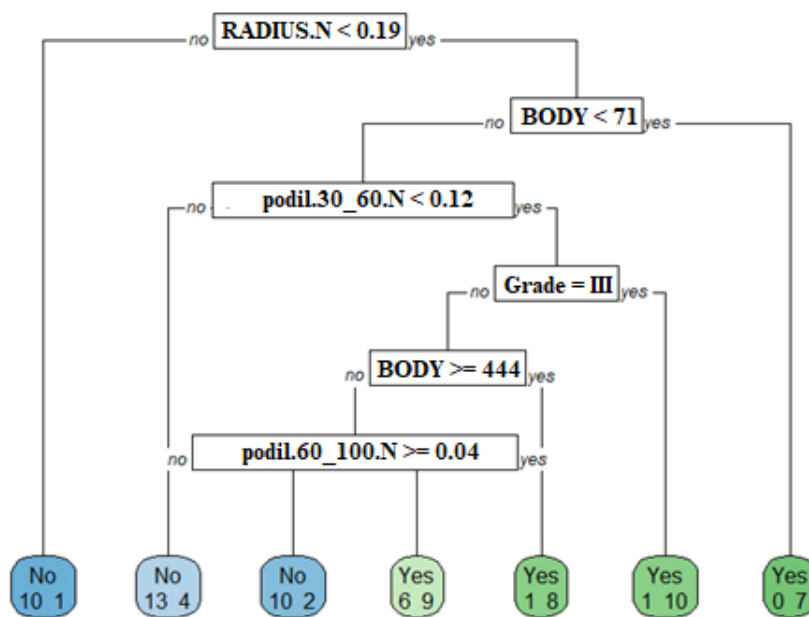 no RADIUS.N < 0.19 yes
no BODY < 71 yes
no podil.30_60.N < 0.12 yes
no Grade = III yes
no BODY >= 444 yes
no podil.60_100.N >= 0.04 yes
No No No Yes Yes Yes Yes
10 1 13 4 10 2 6 9 1 8 1 10 0 7